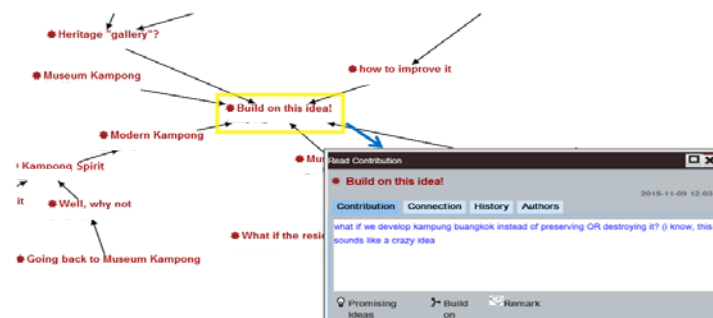 Heritage "gallery"?
Museum Kampong
how to improve it
Build on this idea!
Modern Kampong
Kampong Spirit
it
Well, why not
What if the resi
Going back to Museum Kampong
Read Contribution
Build on this idea!
2015-11-09 12:03
Contribution Connection History Authors
what if we develop kampung buangkok instead of preserving OR destroying it? (i know, this
sounds like a crazy idea
Promising
Ideas
Build
on
Remark